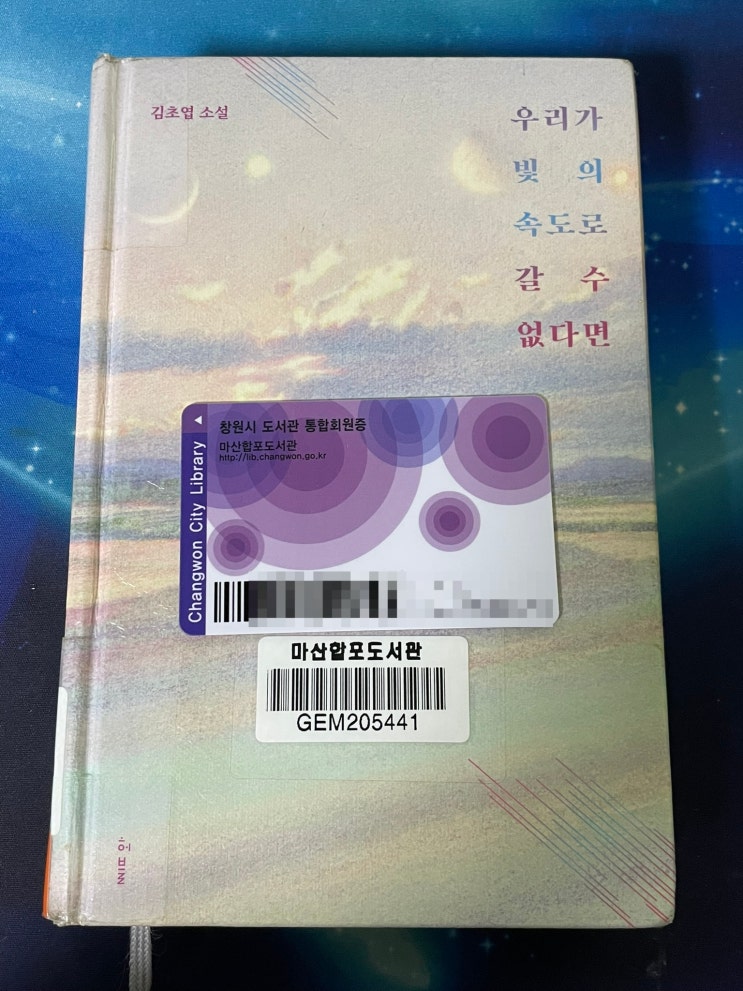 김초엽 소설
우리가
빛의
속도로
갈 수
없다면
창원시 도서관 통합회원증
마산합포도서관
http://lib.changwon.go.kr
Changwon City Library
마산합포도서관
GEM205441
허블